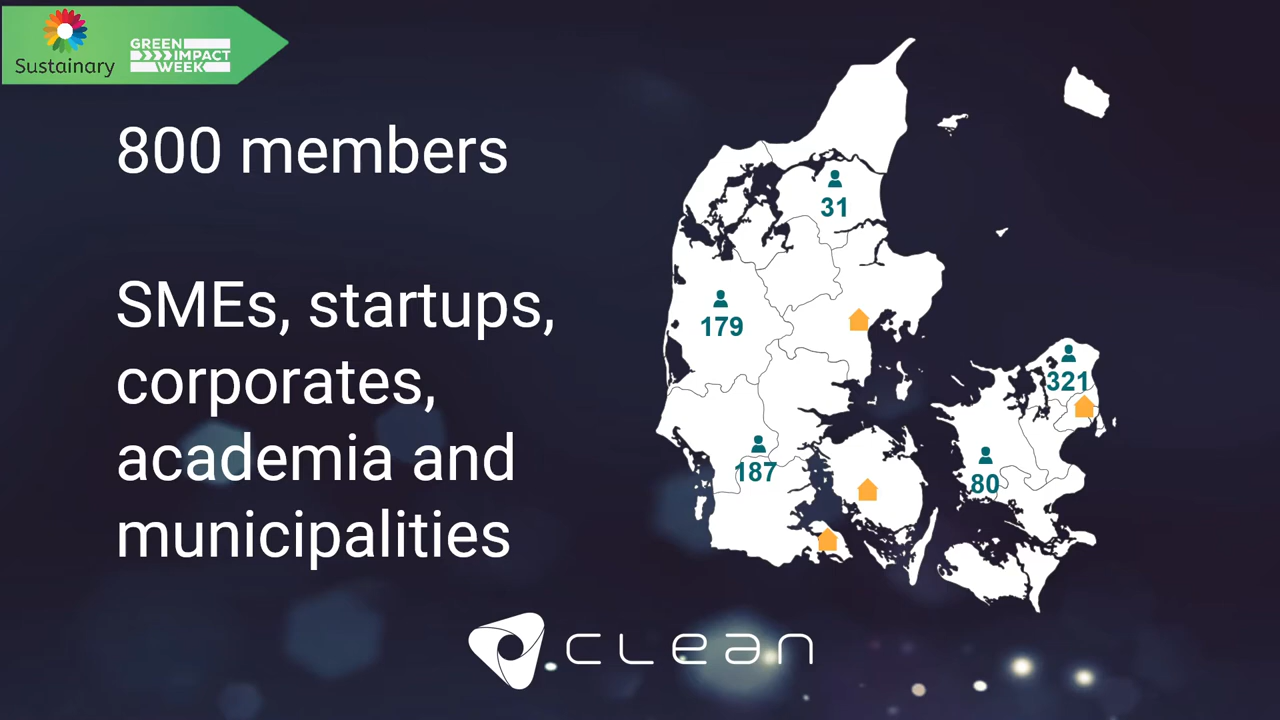 Sustainary
GREEN
IMPACT
WEEK
800 members
SMEs, startups,
corporates,
academia and
municipalities
31
179
321
187
80
CLEAN